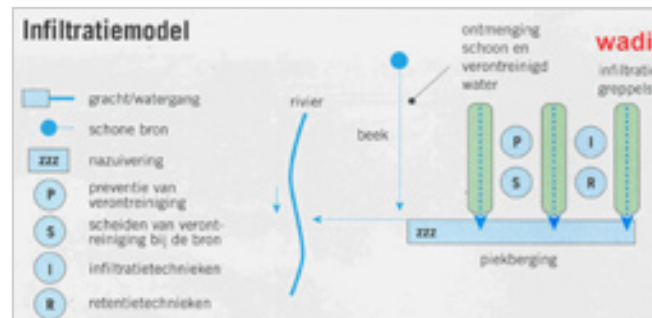 Infiltratiemodel
gracht/watergang
schone bron
zzz
nazuivering
P
preventie van
verontreiniging
S
scheiden van veront-
reiniging bij de bron
I
infiltratietechnieken
R
retentietechnieken
rivier
beek
ontmenging
schoon en
verontreinigd
water
wadi
greppels
P
I
S
R
zzz
piekberging